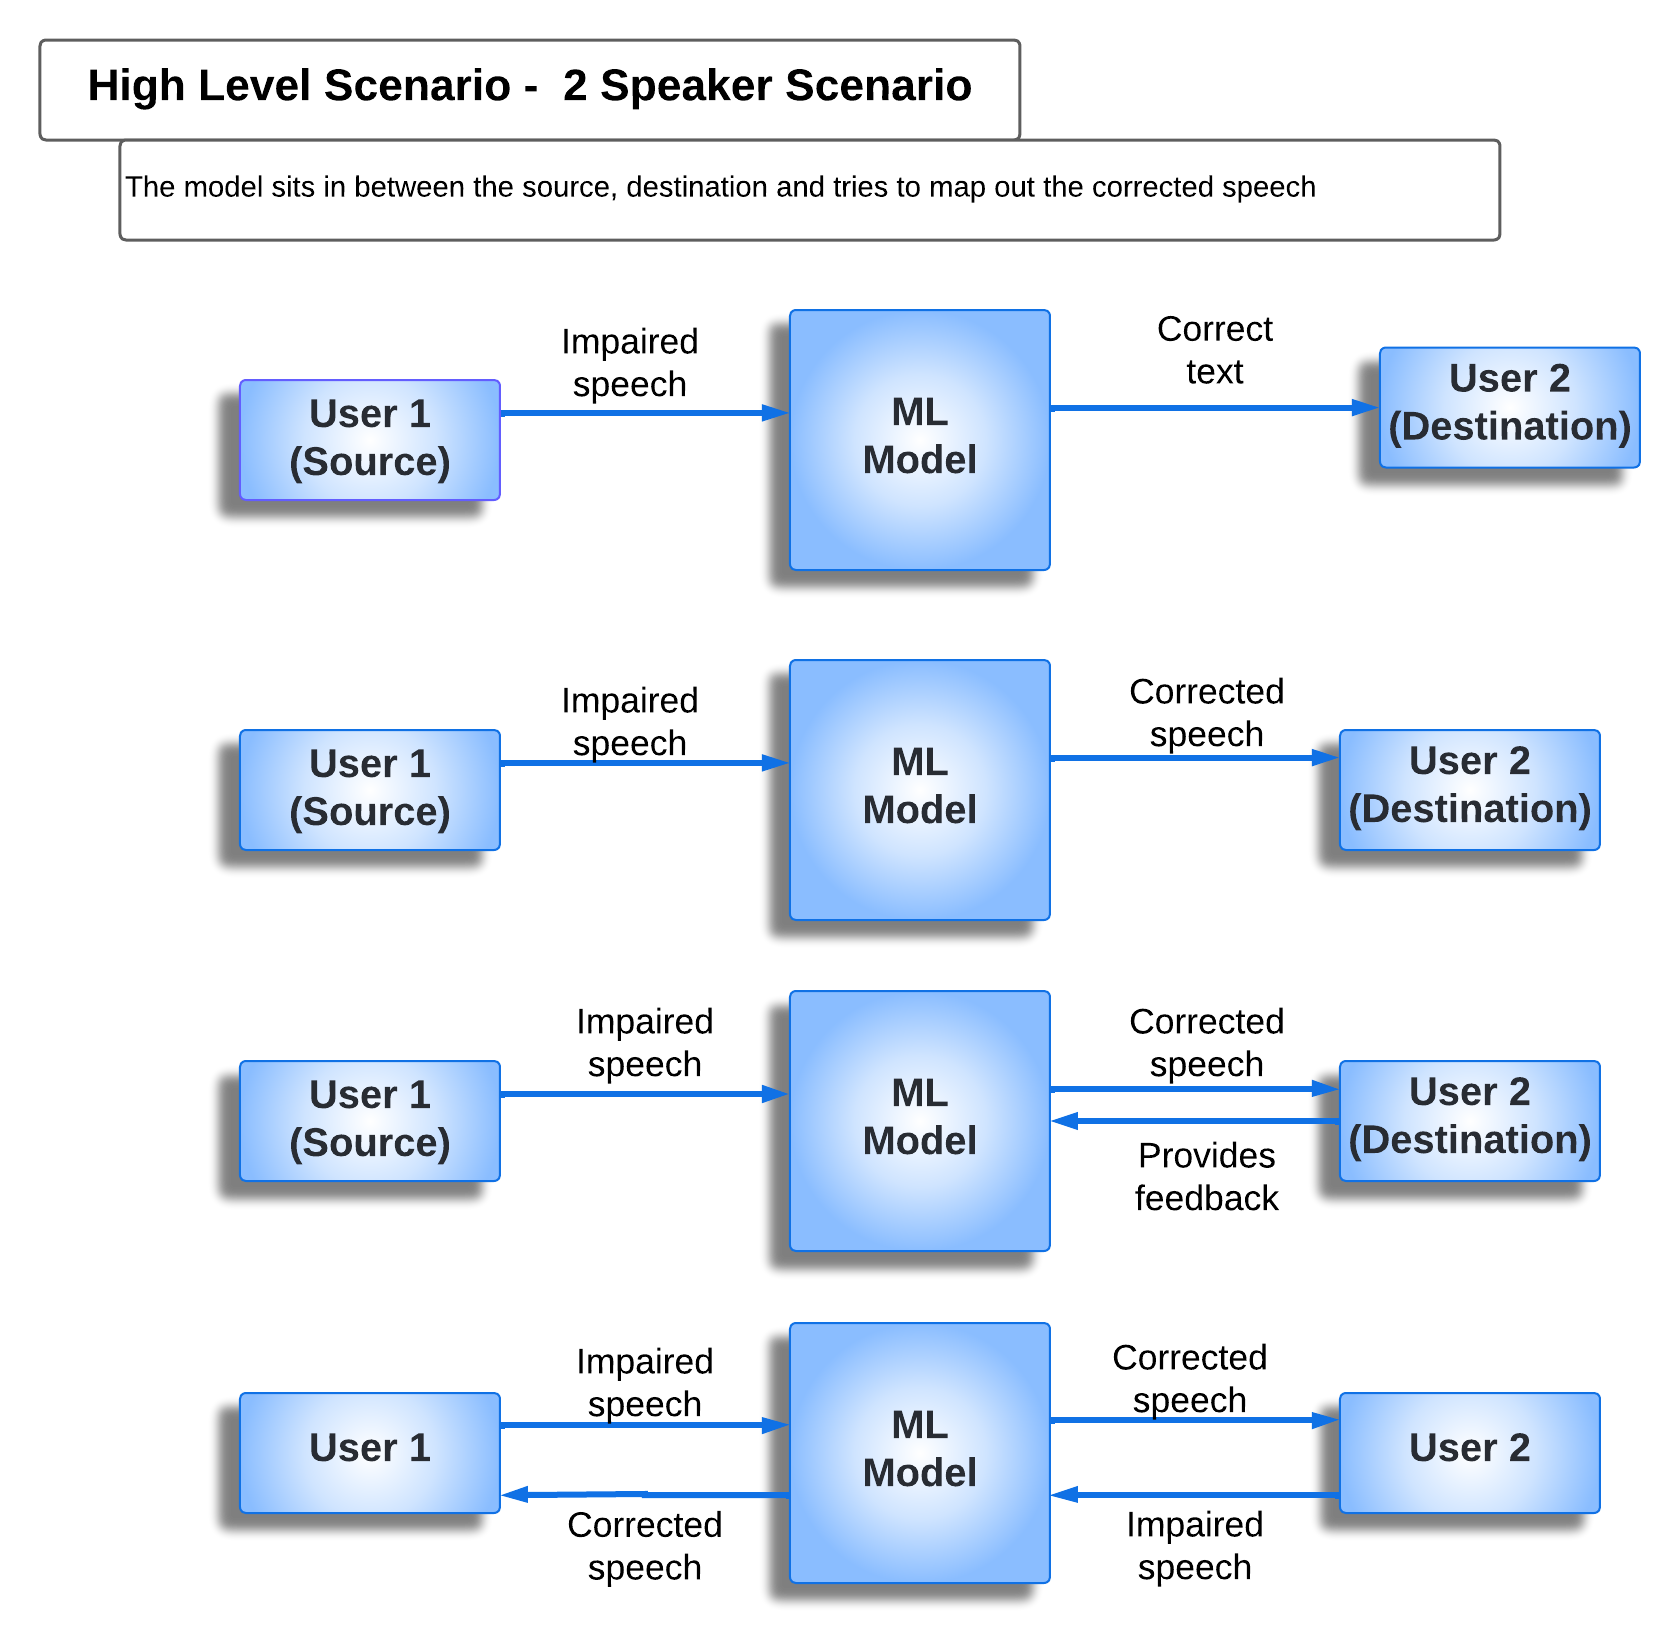 High Level Scenario -  2 Speaker Scenario
The model sits in between the source, destination and tries to map out the corrected speech
Impaired
speech
Correct
text
User 1
(Source)
ML
Model
User 2
(Destination)
Impaired
speech
Corrected
speech
User 1
(Source)
ML
Model
User 2
(Destination)
Impaired
speech
Corrected
speech
User 1
(Source)
ML
Model
User 2
(Destination)
Provides
feedback
Impaired
speech
Corrected
speech
User 1
ML
Model
User 2
Corrected
speech
Impaired
speech